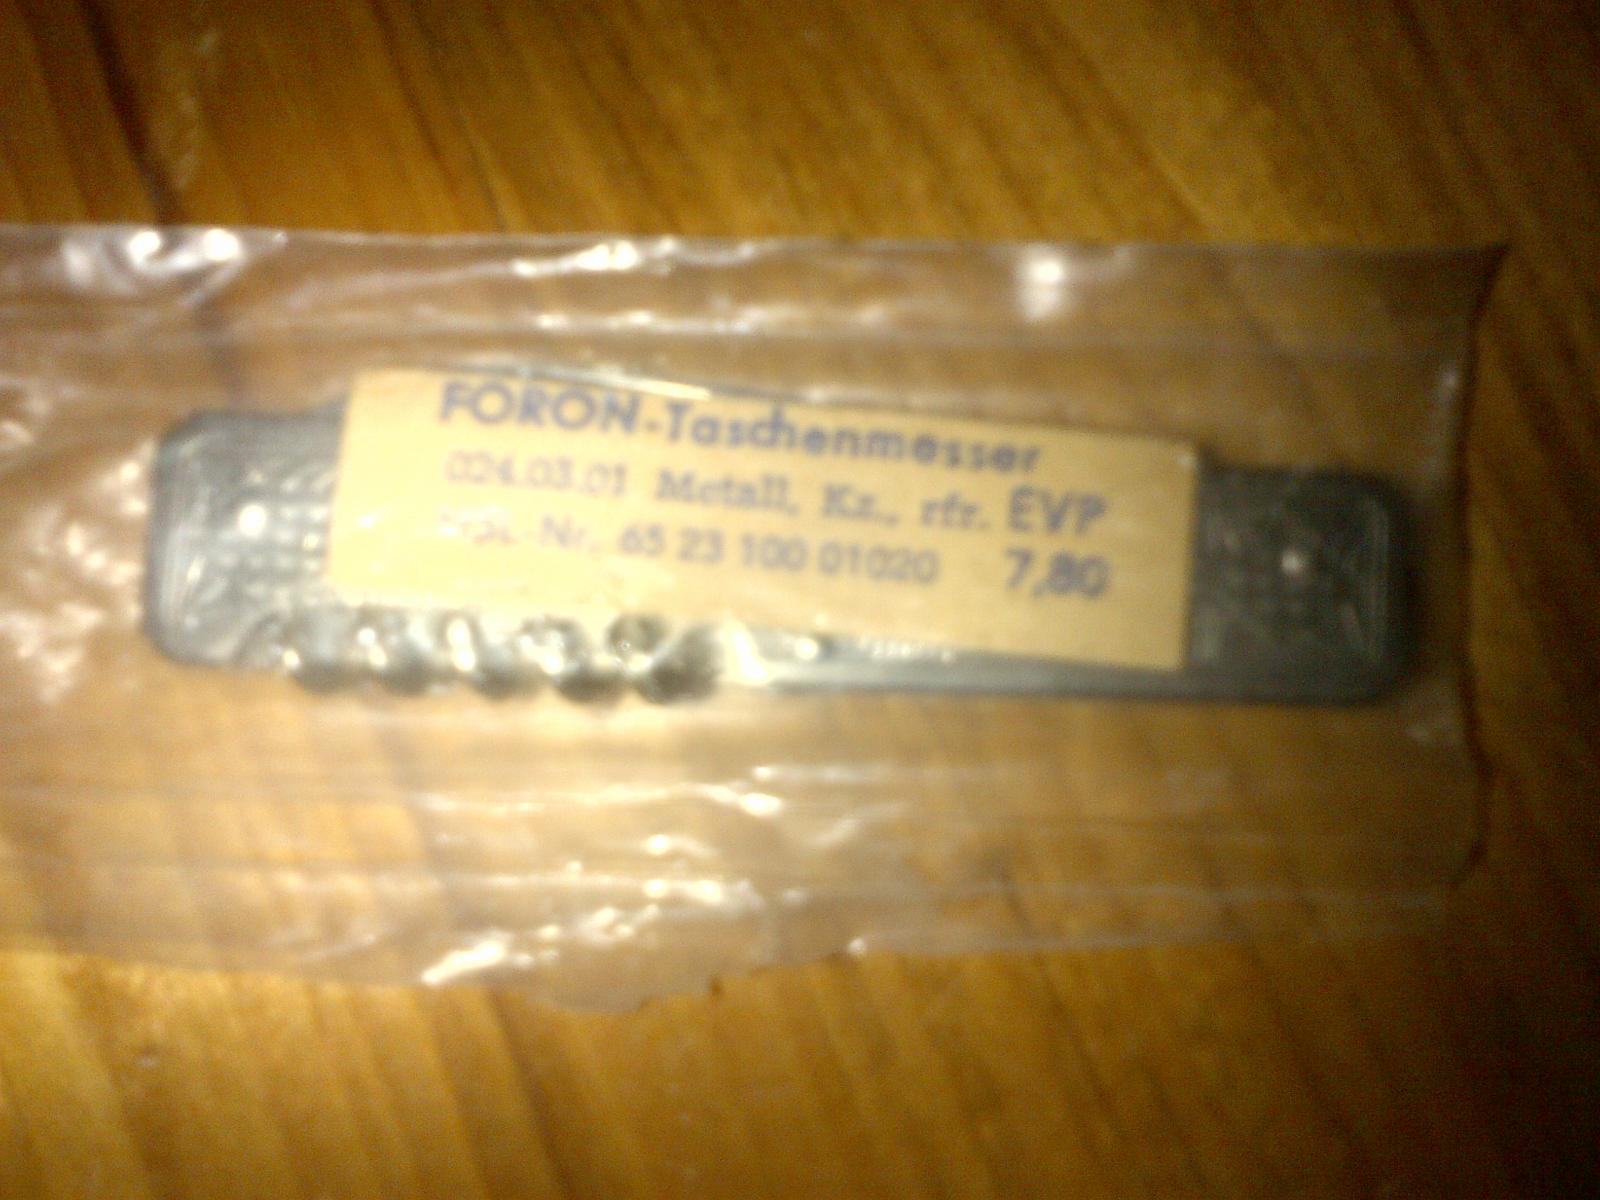 FORON-Taschenmesser
024.03.01 Metall, Kz., rfr. EVP
-Nr. 65 23 100 01020 7,80